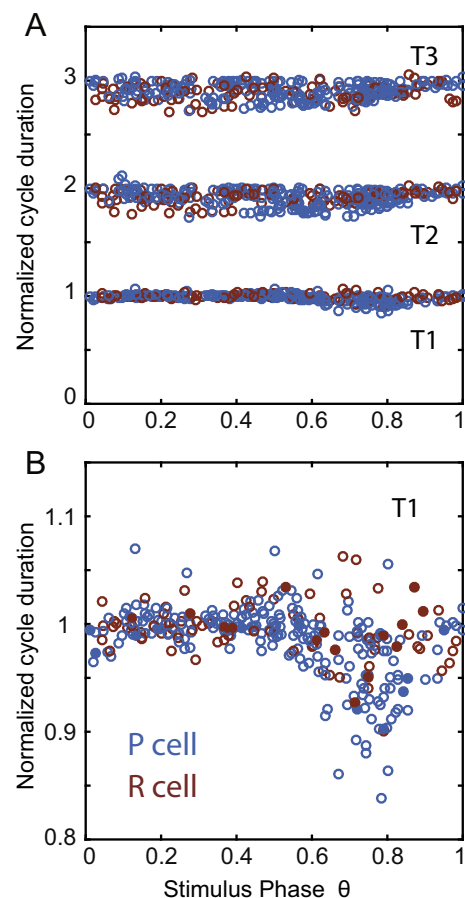 A
Normalized cycle duration
3
2
1
0
T3
T2
T1
0 0.2 0.4 0.6 0.8 1
B
Normalized cycle duration
1.1
1
0.9
0.8
T1
P cell
R cell
0 0.2 0.4 0.6 0.8 1
Stimulus Phase θ